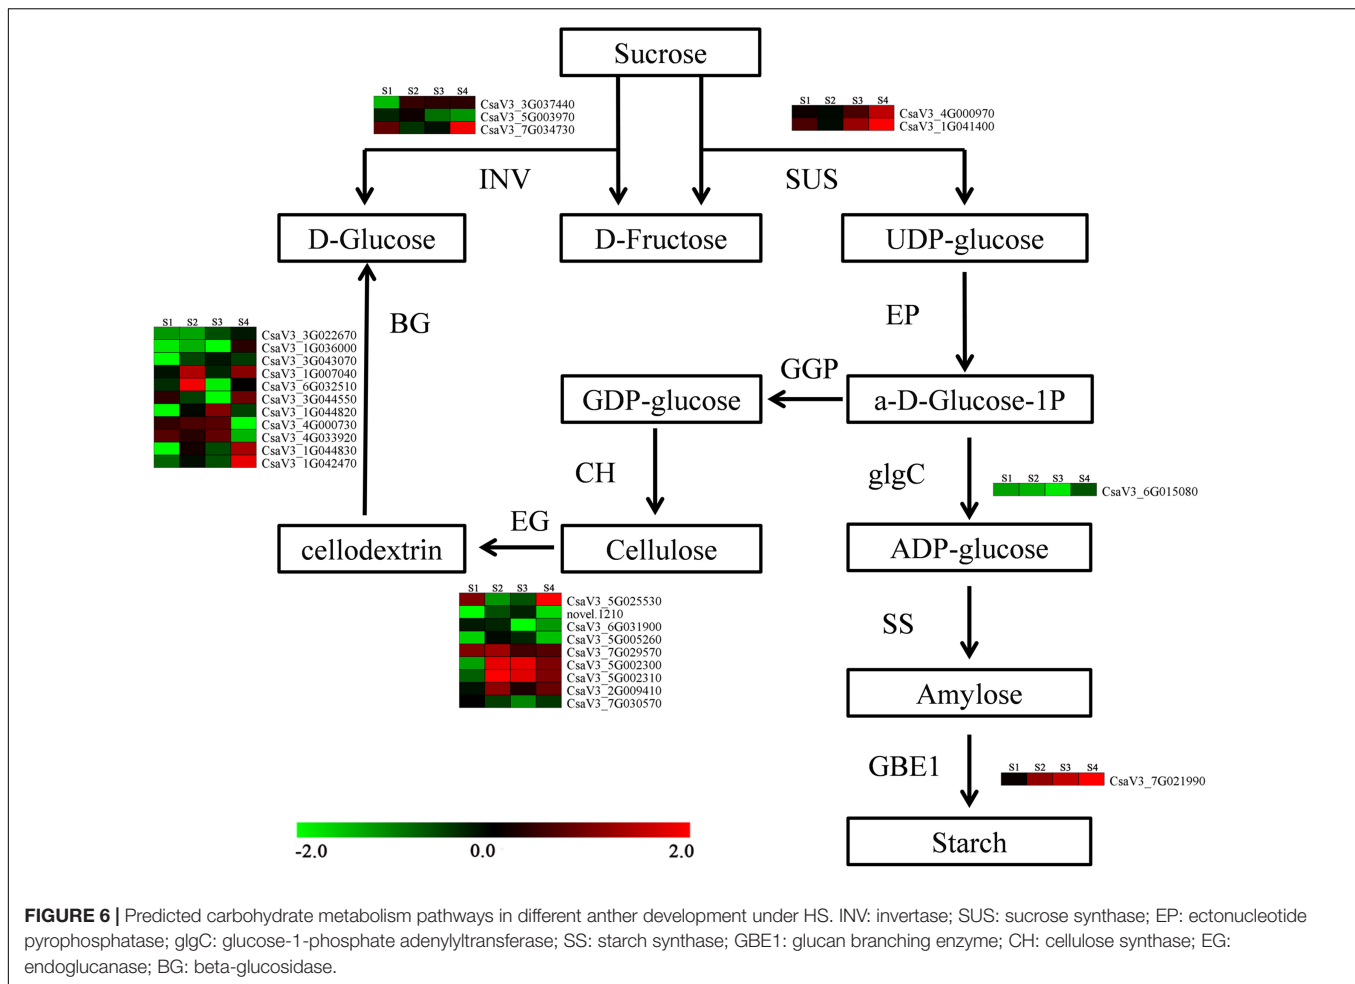 Sucrose
S1 S2 S3 S4
CsaV3_3G037440
CsaV3_5G003970
CsaV3_7G034730
S1 S2 S3 S4
CsaV3_4G000970
CsaV3_1G041400
INV
SUS
D-Glucose
D-Fructose
UDP-glucose
BG
EP
S1 S2 S3 S4
CsaV3_3G022670
CsaV3_1G036000
CsaV3_3G043070
CsaV3_1G007040
CsaV3_6G032510
CsaV3_3G044550
CsaV3_1G044820
CsaV3_4G000730
CsaV3_4G033920
CsaV3_1G044830
CsaV3_1G042470
GGP
GDP-glucose
a-D-Glucose-1P
CH
glgC
S1 S2 S3 S4
CsaV3_6G015080
EG
cellodextrin
Cellulose
ADP-glucose
S1 S2 S3 S4
CsaV3_5G025530
novel.1210
CsaV3_6G031900
CsaV3_5G005260
CsaV3_7G029570
CsaV3_5G002300
CsaV3_5G002310
CsaV3_2G009410
CsaV3_7G030570
SS
Amylose
GBE1
S1 S2 S3 S4
CsaV3_7G021990
Starch
-2.0 0.0 2.0
FIGURE 6 | Predicted carbohydrate metabolism pathways in different anther development under HS. INV: invertase; SUS: sucrose synthase; EP: ectonucleotide
pyrophosphatase; glgC: glucose-1-phosphate adenylyltransferase; SS: starch synthase; GBE1: glucan branching enzyme; CH: cellulose synthase; EG:
endoglucanase; BG: beta-glucosidase.